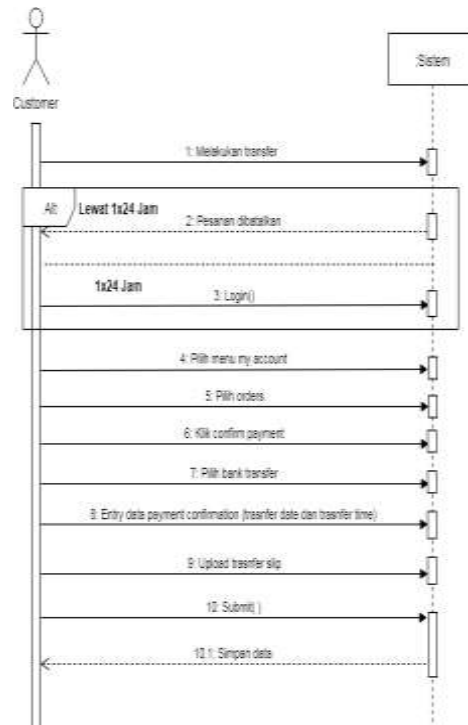 :Sistem
Customer
1: Melakukan transfer
Alt
Lewat 1x24 Jam
2: Pesanan dibatalkan
1x24 Jam
3: Login()
4: Pilih menu my account
5: Pilih orders
6: Klik confirm payment
7: Pilih bank transfer
8: Entry data payment confirmation (trasnfer date dan trasnfer time)
9: Upload trasnfer slip
10: Submit( )
10.1: Simpan data